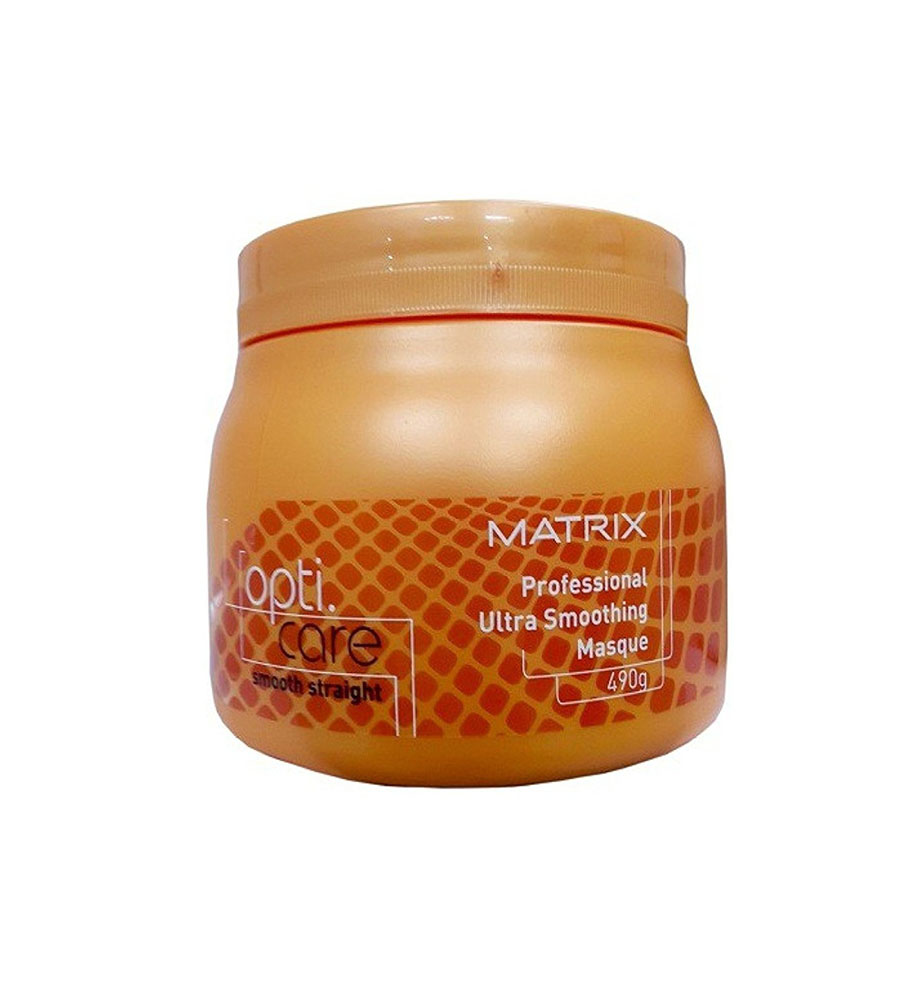 opti.
care
smooth straight
MATRIX
Professional
Ultra Smoothing
Masque
490g